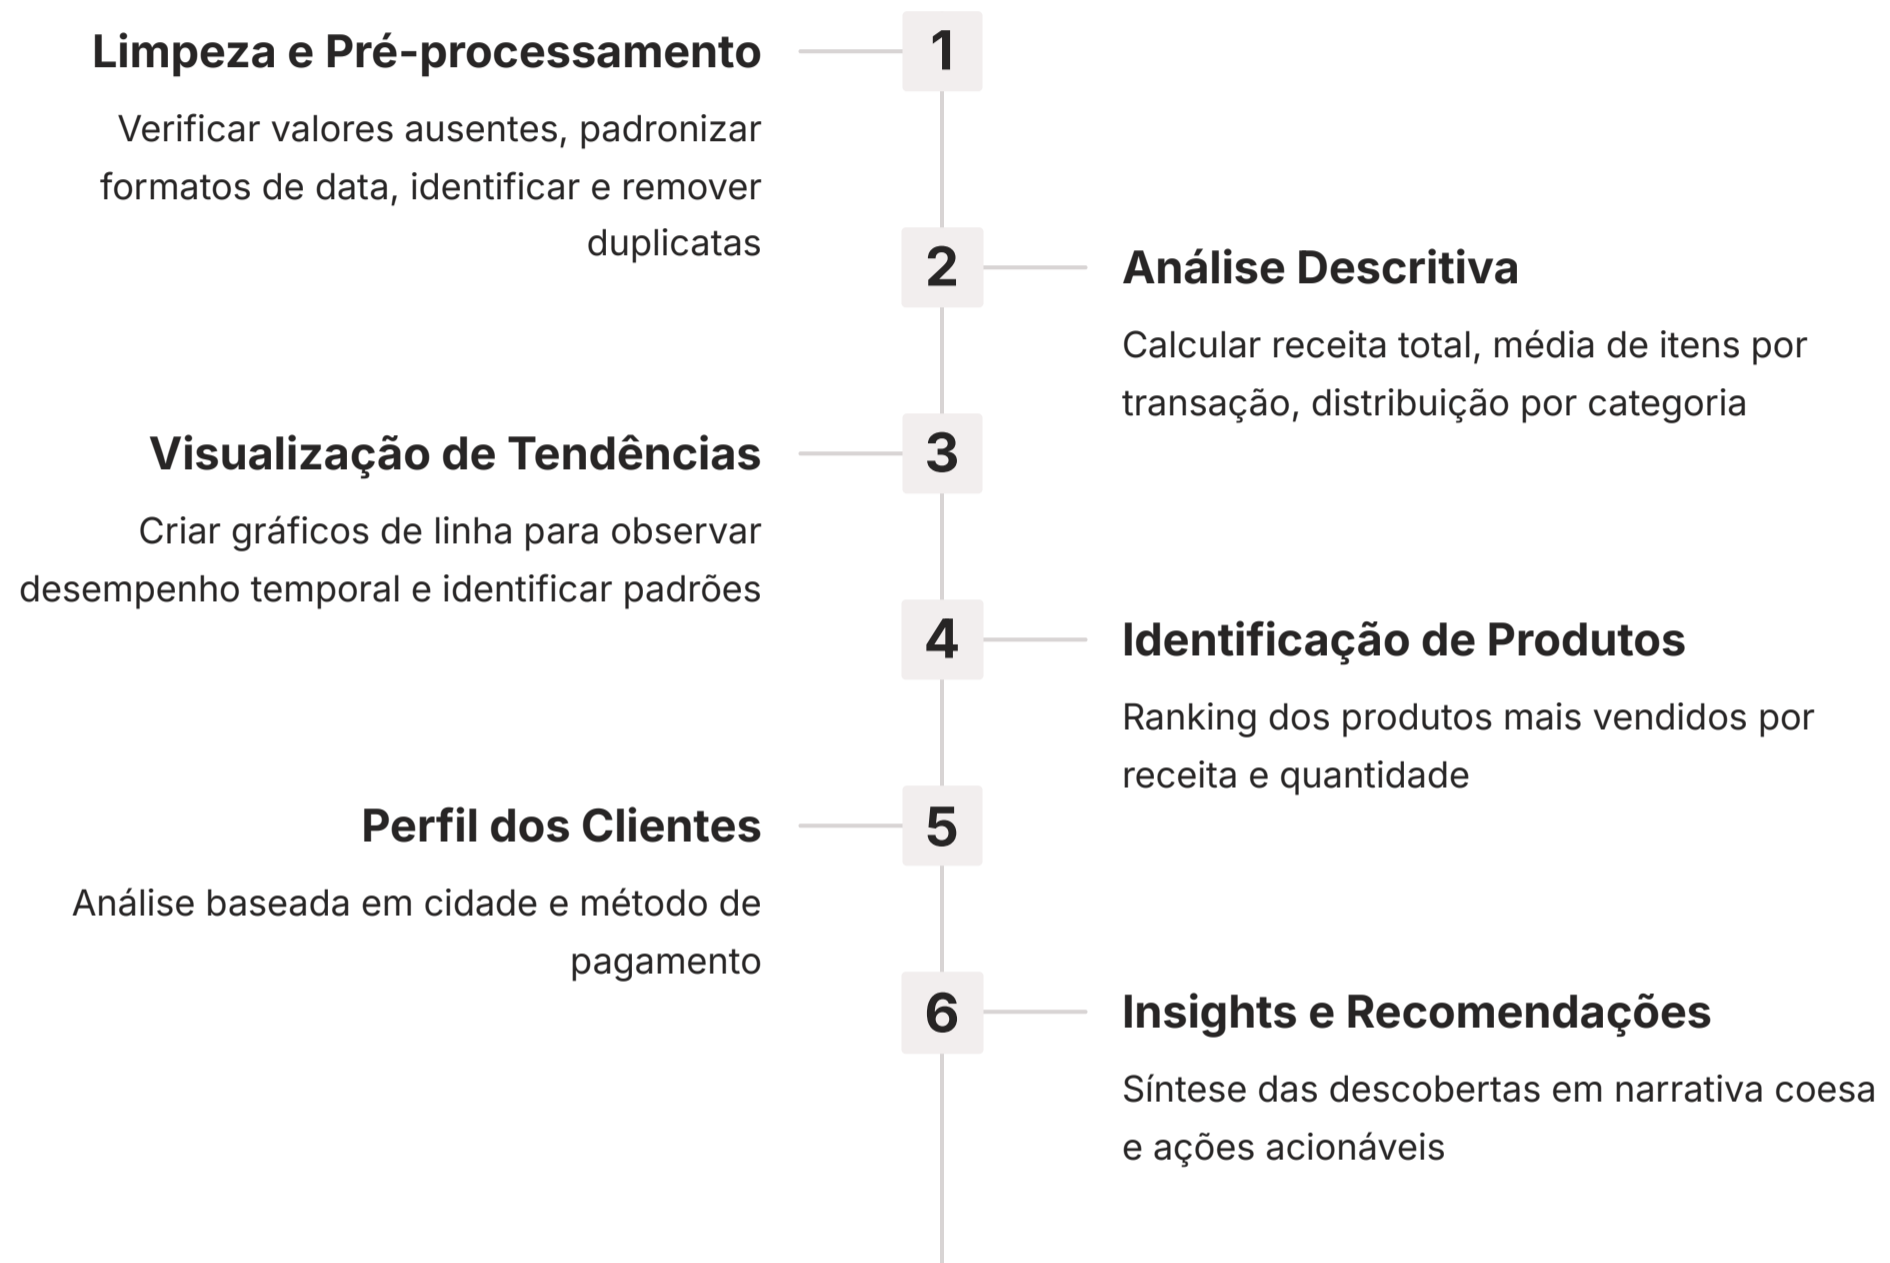 Limpeza e Pré-processamento
1
Verificar valores ausentes, padronizar
formatos de data, identificar e remover
duplicatas
2
Análise Descritiva
Calcular receita total, média de itens por
transação, distribuição por categoria
Visualização de Tendências
3
Criar gráficos de linha para observar
desempenho temporal e identificar padrões
4
Identificação de Produtos
Ranking dos produtos mais vendidos por
receita e quantidade
Perfil dos Clientes
5
Análise baseada em cidade e método de
pagamento
6
Insights e Recomendações
Síntese das descobertas em narrativa coesa
e ações acionáveis